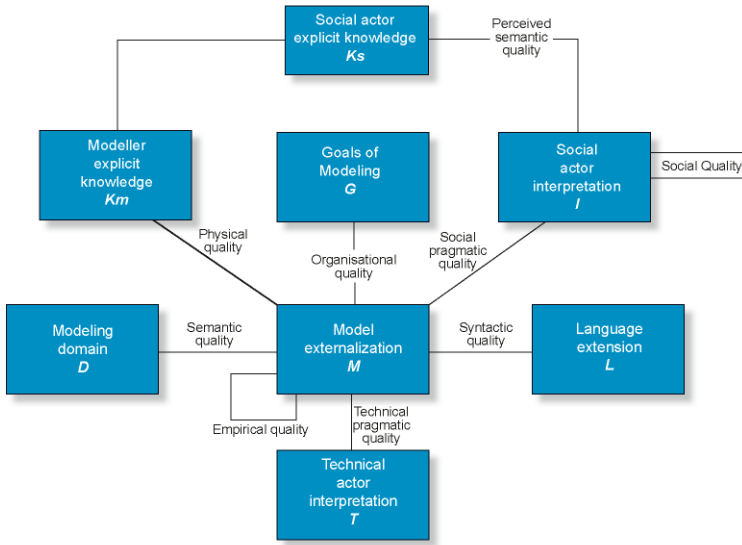 Social actor
explicit knowledge
Ks
Perceived
semantic
quality
Modeller
explicit
knowledge
Km
Goals of
Modeling
G
Social
actor
interpretation
I
Social Quality
Physical
quality
Organisational
quality
Social
pragmatic
quality
Modeling
domain
D
Semantic
quality
Model
externalization
M
Syntactic
quality
Language
extension
L
Empirical quality
Technical
pragmatic
quality
Technical
actor
interpretation
T